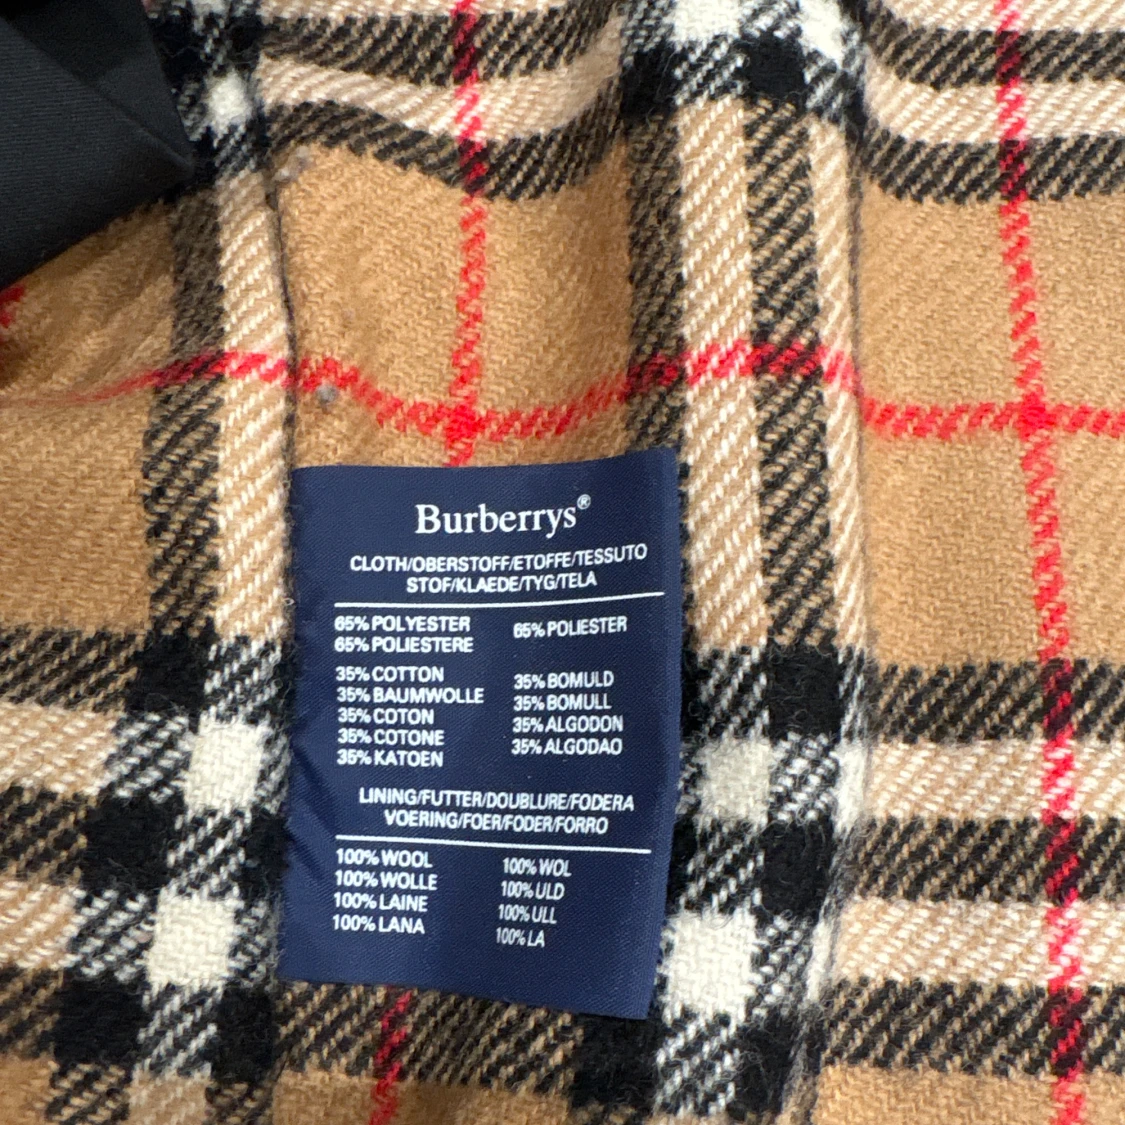 Burberrys®
CLOTH/OBERSTOFF/ETOFFE/TESSUTO
STOF/KLAEDE/TYG/TELA
65% POLYESTER
65% POLIESTERE
65% POLIESTER
35% COTTON
35% BAUMWOLLE
35% COTON
35% COTONE
35% KATOEN
35% BOMULD
35% BOMULL
35% ALGODON
35% ALGODAO
LINING/FUTTER/DOUBLURE/FODERA
VOERING/FOER/FODER/FORRO
100% WOOL
100% WOLLE
100% LAINE
100% LANA
100% WOL
100% ULD
100% ULL
100% LA